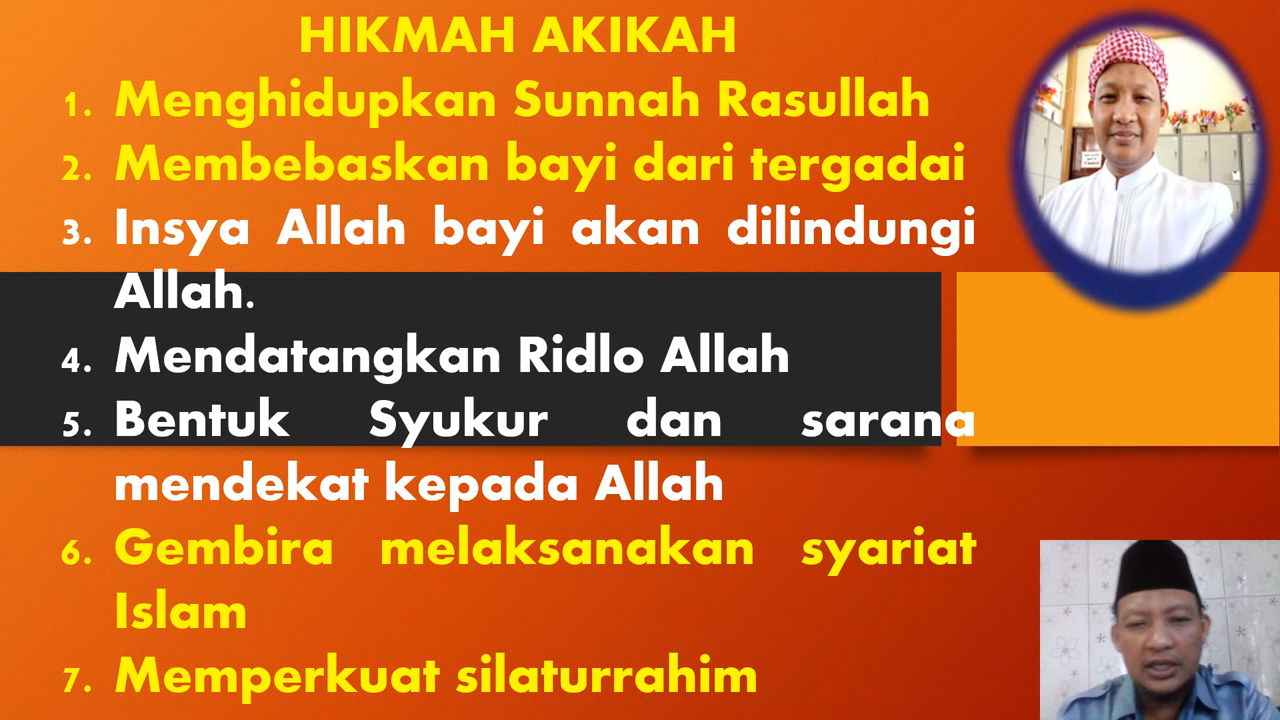 HIKMAH AKIKAH
1. Menghidupkan Sunnah Rasullah
2. Membebaskan bayi dari tergadai
3. Insya Allah bayi akan dilindungi
Allah.
4. Mendatangkan Ridlo Allah
5. Bentuk Syukur dan sarana
mendekat kepada Allah
6. Gembira melaksanakan syariat
Islam
7. Memperkuat silaturrahim